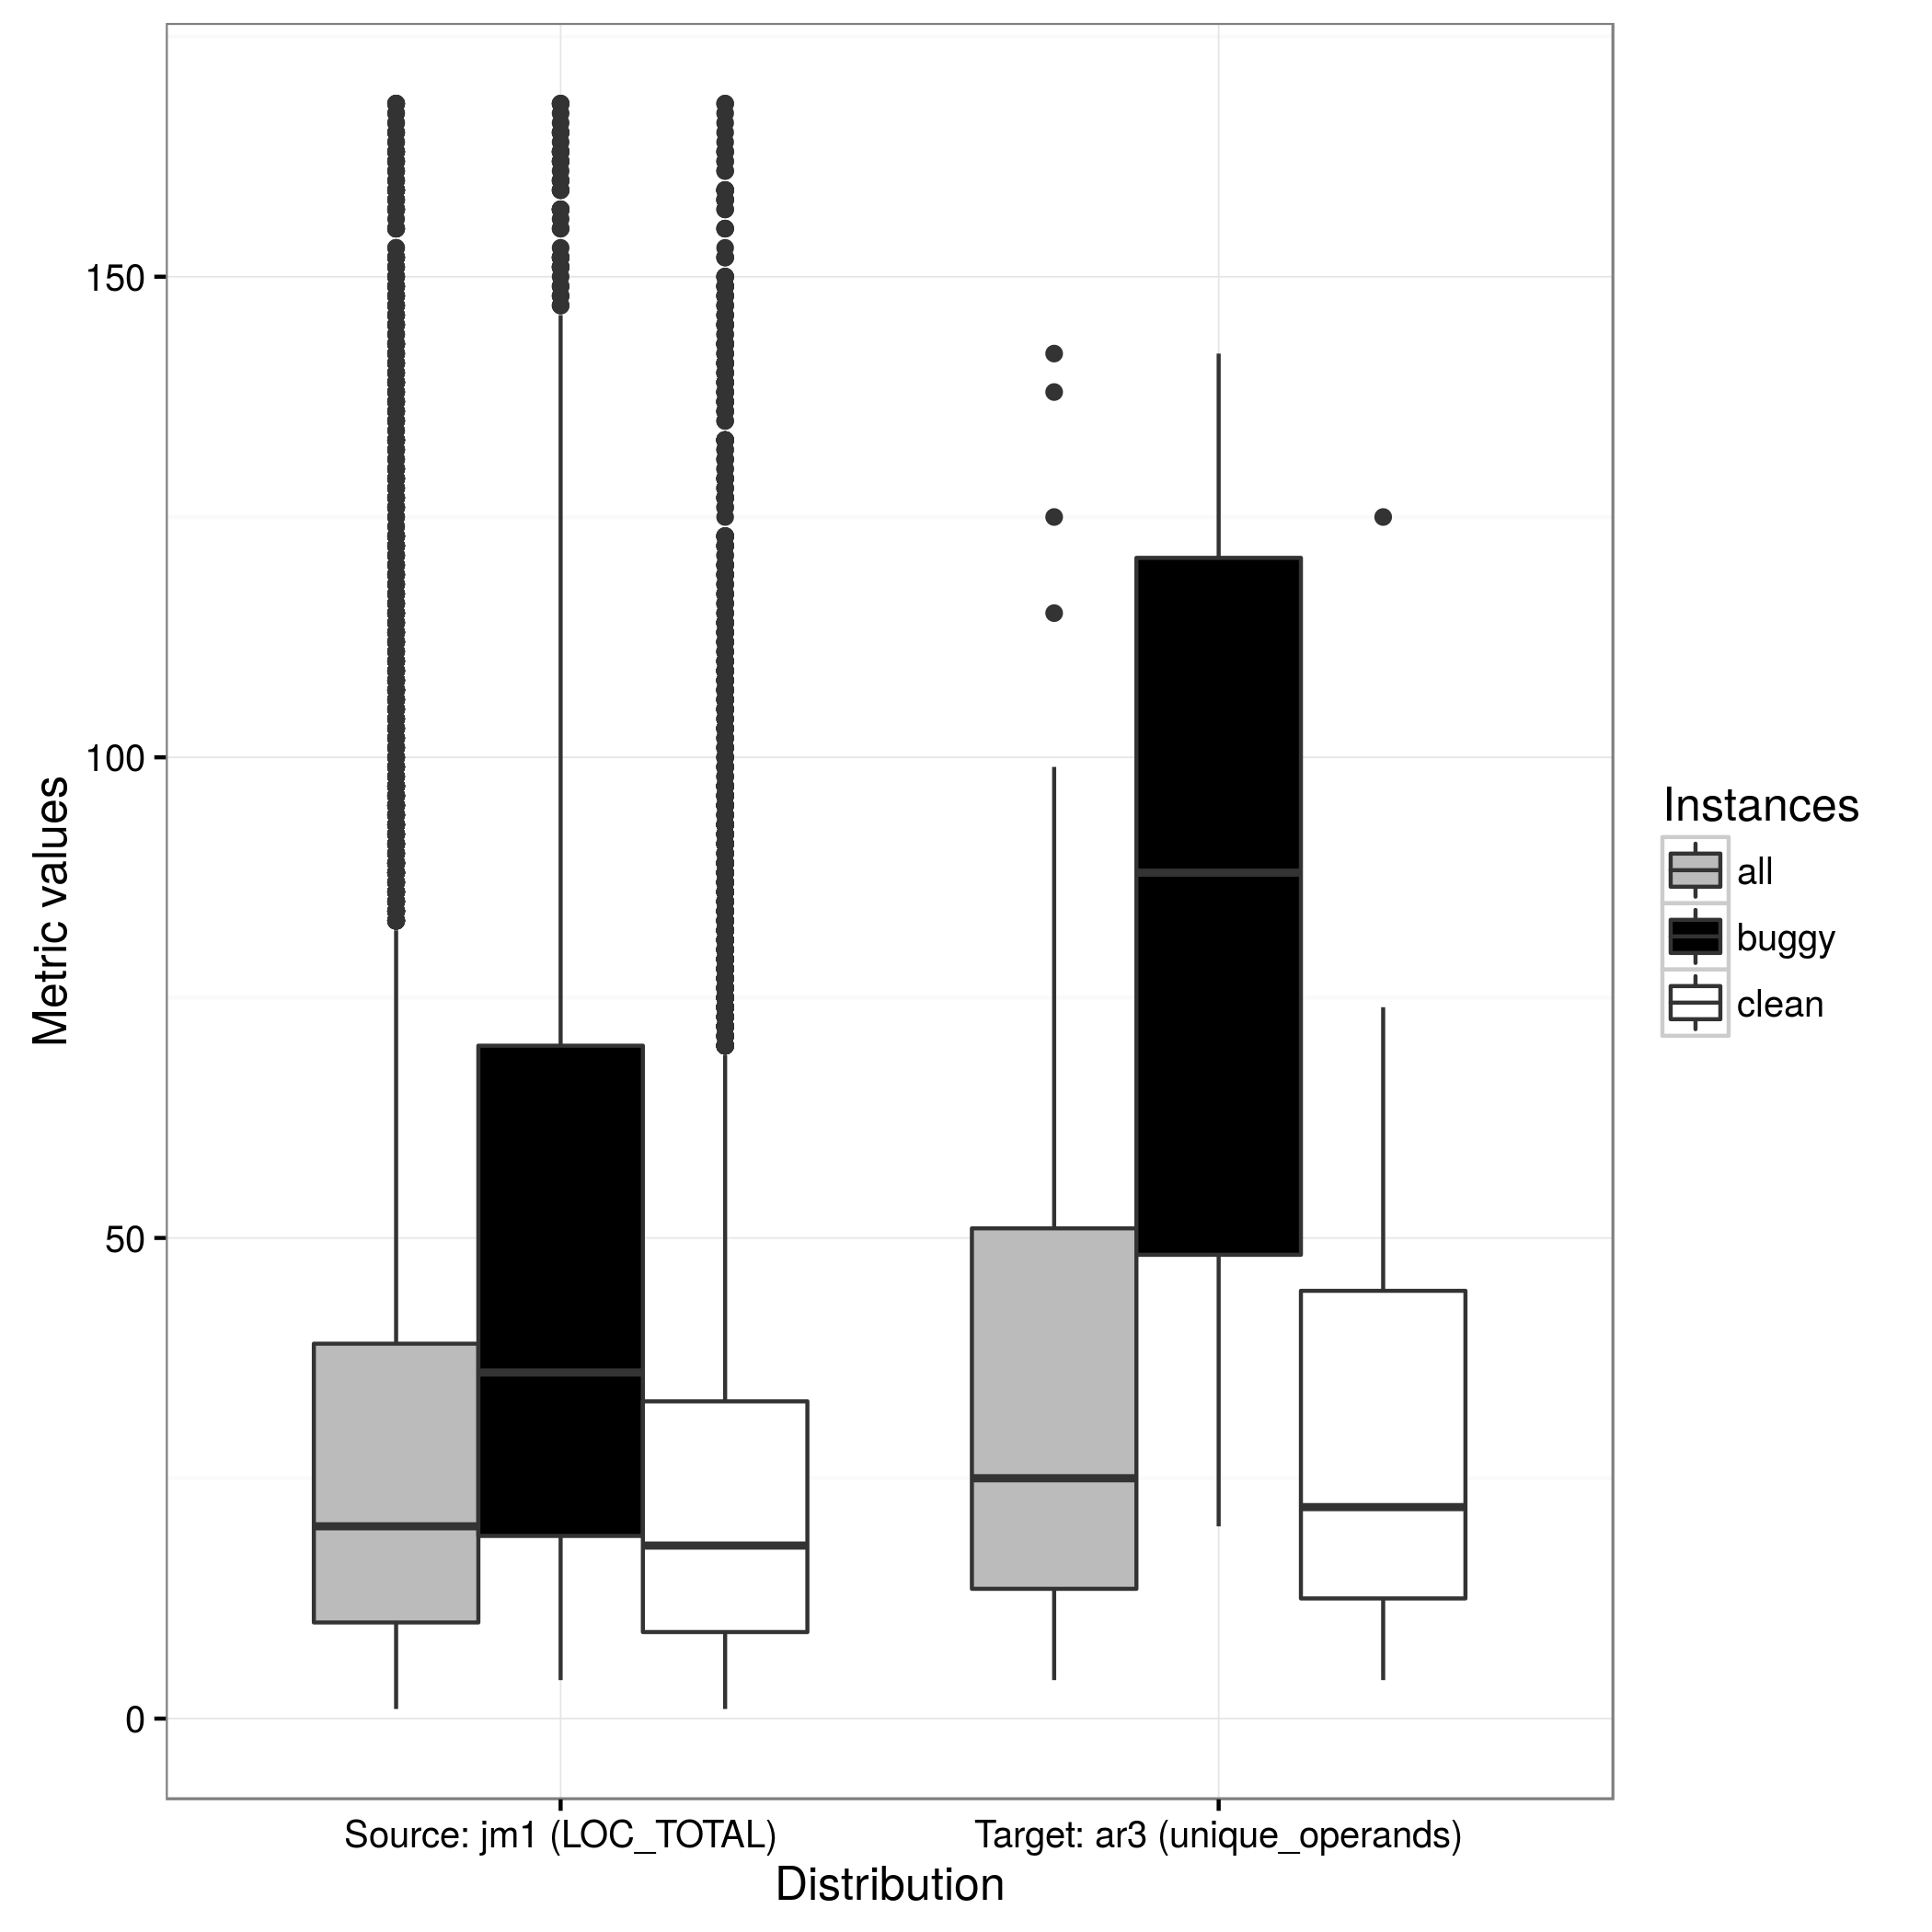 Metric values
150
100
50
0
Source: jm1 (LOC_TOTAL)
Target: ar3 (unique_operands)
Distribution
Instances
all
buggy
clean